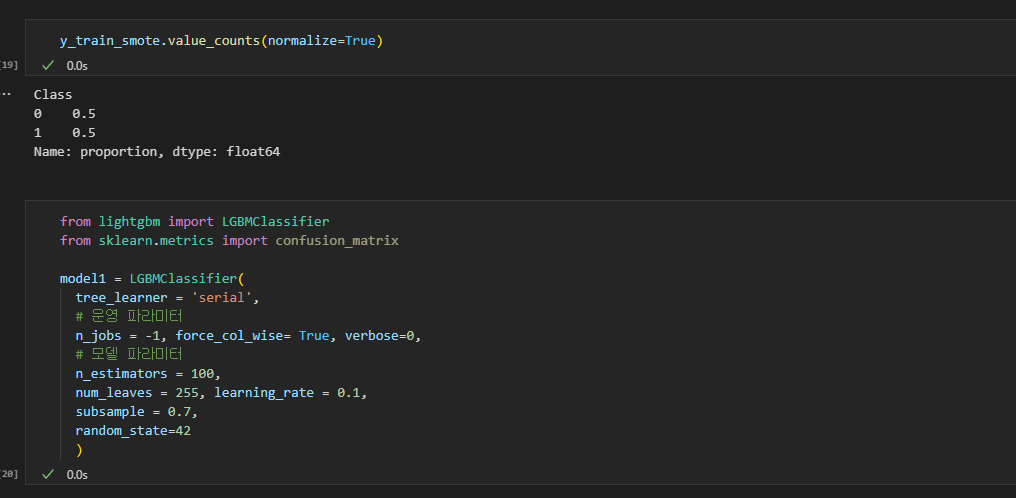 y_train_smote.value_counts(normalize=True)
[19]
0.0s
Class
0    0.5
1    0.5
Name: proportion, dtype: float64
from lightgbm import LGBMClassifier
from sklearn.metrics import confusion_matrix
model1 = LGBMClassifier(
  tree_learner = 'serial',
  # 운영 파라미터
  n_jobs = -1, force_col_wise= True, verbose=0,
  # 모델 파라미터
  n_estimators = 100,
  num_leaves = 255, learning_rate = 0.1,
  subsample = 0.7,
  random_state=42
  )
[20]
0.0s